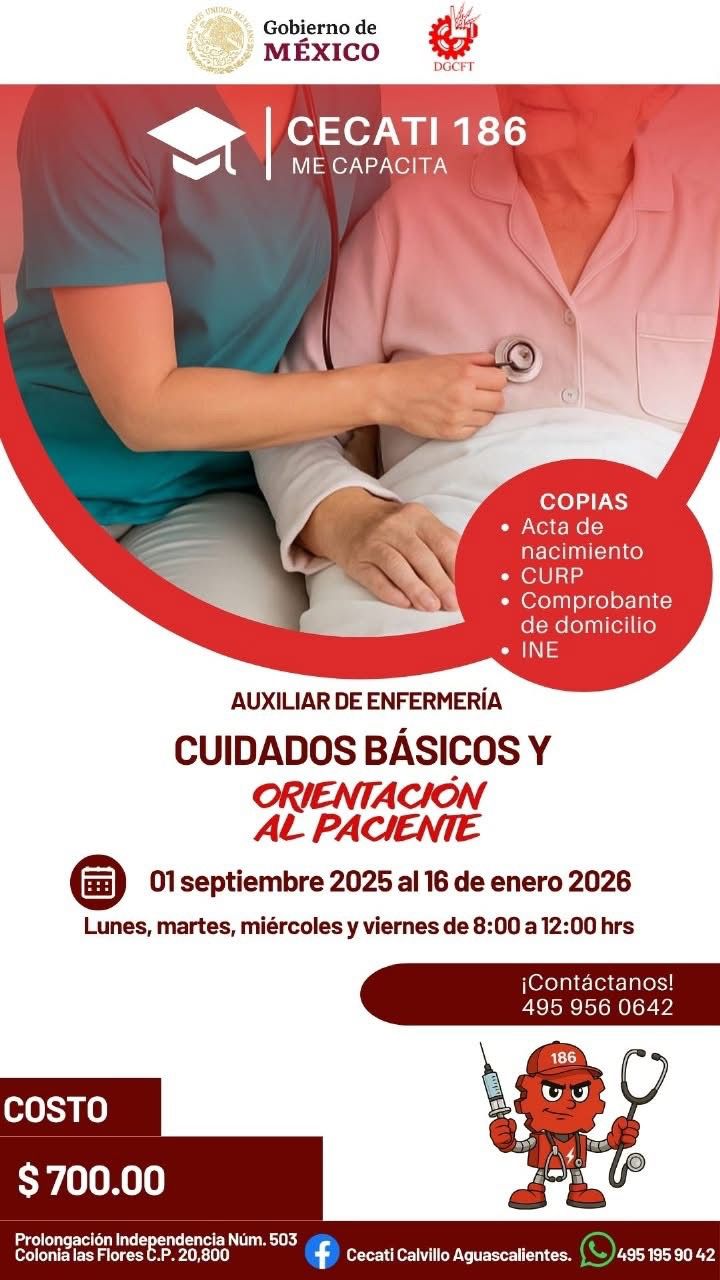 ESTADOS UNIDOS MEXICANOS
Gobierno de
MÉXICO
DGCFT
CECATI 186
ME CAPACITA
COPIAS
• Acta de
nacimiento
• CURP
• Comprobante
de domicilio
• INE
AUXILIAR DE ENFERMERÍA
CUIDADOS BÁSICOS Y
ORIENTACIÓN
AL PACIENTE
01 septiembre 2025 al 16 de enero 2026
Lunes, martes, miércoles y viernes de 8:00 a 12:00 hrs
¡Contáctanos!
495 956 0642
186
COSTO
$ 700.00
Prolongación Independencia Núm. 503
Colonia las Flores C.P. 20,800
Cecati Calvillo Aguascalientes.
495 195 90 42